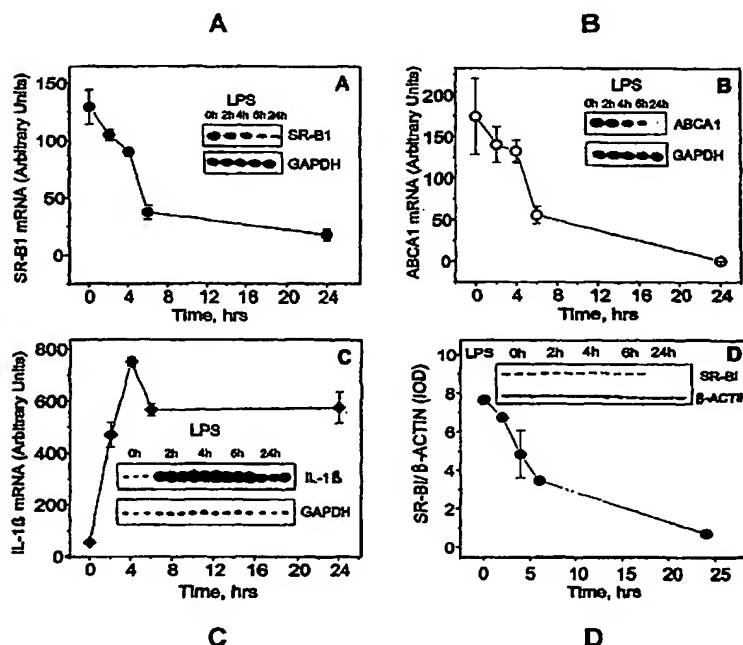 A
B
SR-B1 mRNA (Arbitrary Units)
150
100
50
0
A
LPS
0h 2h 4h 6h 24h
SR-B1
GAPDH
0 4 8 12 16 20 24
Time, hrs
ABCA1 mRNA (Arbitrary Units)
200
150
100
50
0
B
LPS
0h 2h 4h 6h 24h
ABCA1
GAPDH
0 4 8 12 16 20 24
Time, hrs
IL-1ß mRNA (Arbitrary Units)
800
600
400
200
0
C
LPS
0h 2h 4h 6h 24h
IL-1ß
GAPDH
0 4 8 12 16 20 24
Time, hrs
SR-BI/ β-ACTIN (IOD)
10
8
6
4
2
0
D
LPS 0h 2h 4h 6h 24h
SR-BI
β-ACTIN
0 5 10 15 20 25
Time, hrs
C
D